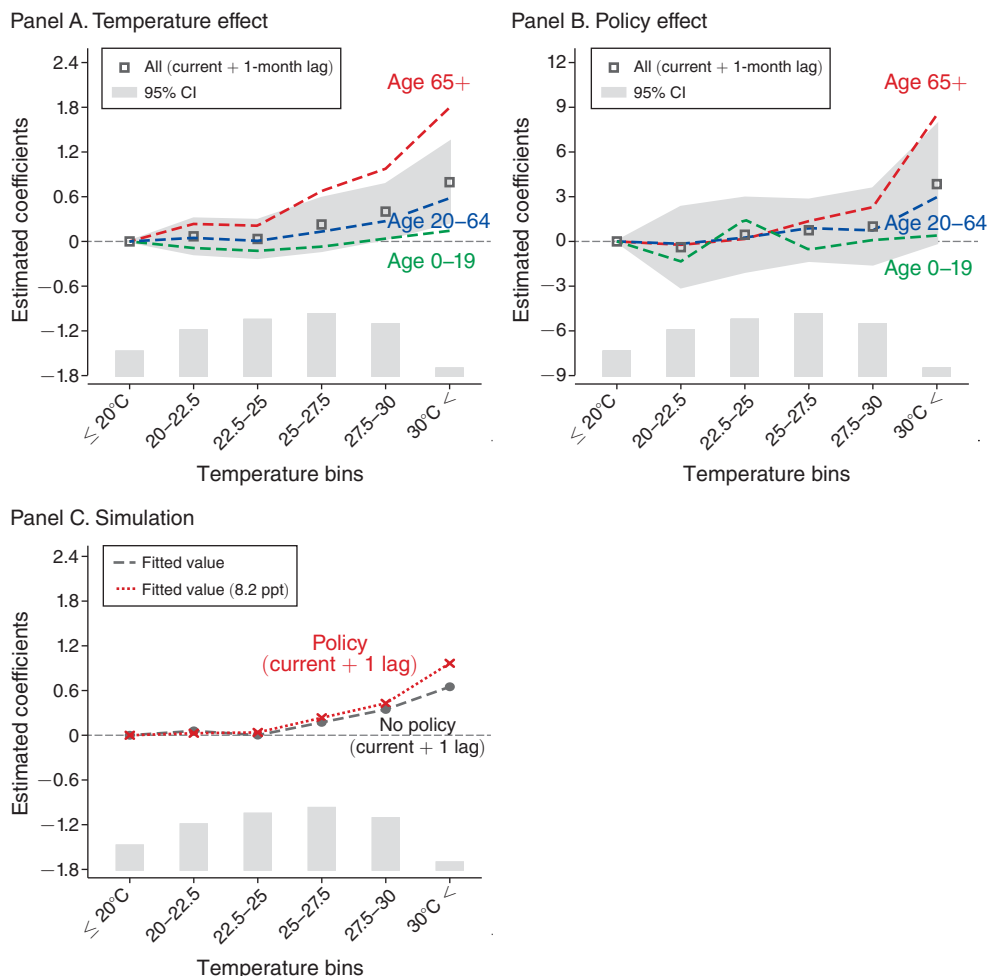 Panel A. Temperature effect
2.4
1.8
1.2
0.6
0
−0.6
−1.2
−1.8
Estimated coefficients
All (current + 1-month lag)
95% CI
Age 65+
Age 20–64
Age 0–19
≤ 20°C
20–22.5
22.5–25
25–27.5
27.5–30
30°C <
Temperature bins
Panel B. Policy effect
12
9
6
3
0
−3
−6
−9
Estimated coefficients
All (current + 1-month lag)
95% CI
Age 65+
Age 20–64
Age 0–19
≤ 20°C
20–22.5
22.5–25
25–27.5
27.5–30
30°C <
Temperature bins
Panel C. Simulation
2.4
1.8
1.2
0.6
0
−0.6
−1.2
−1.8
Estimated coefficients
Fitted value
Fitted value (8.2 ppt)
Policy
(current + 1 lag)
No policy
(current + 1 lag)
≤ 20°C
20–22.5
22.5–25
25–27.5
27.5–30
30°C <
Temperature bins